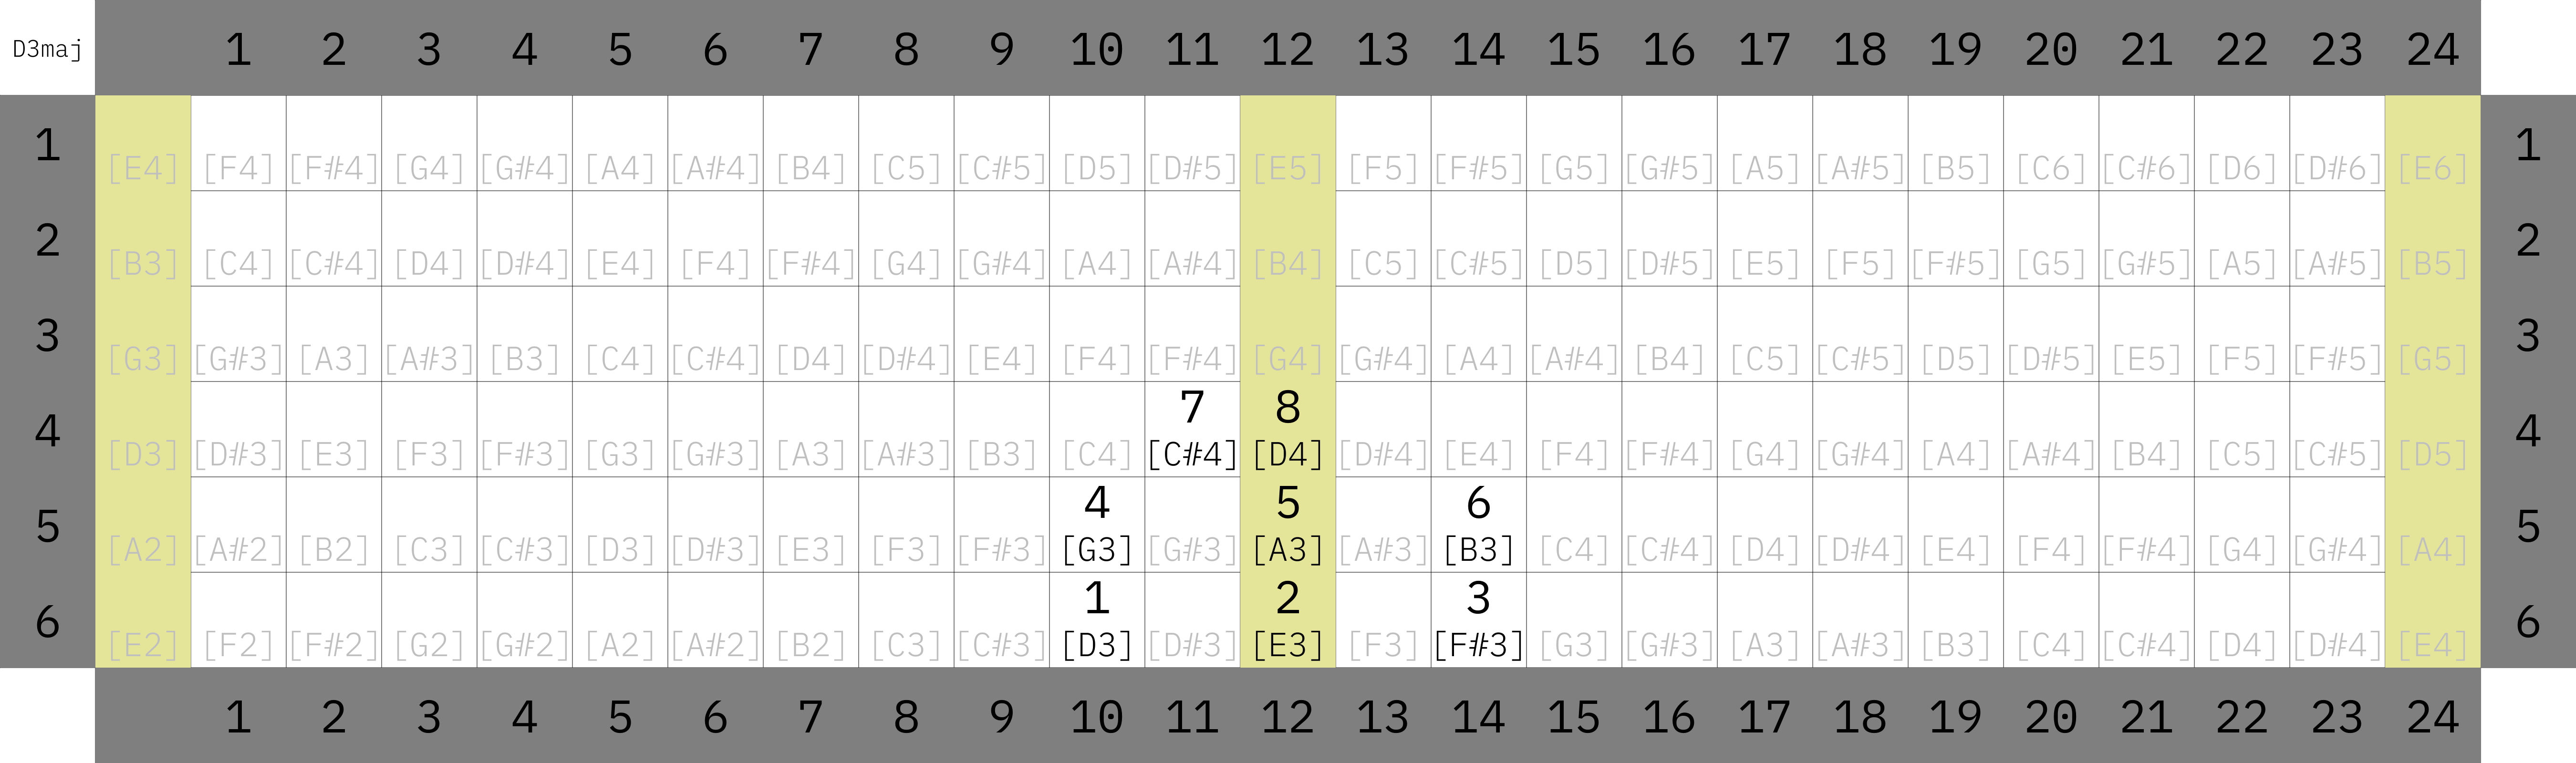 D3maj 1 2 3 4 5 6 7 8 9 10 11 12 13 14 15 16 17 18 19 20 21 22 23 24
1 [E4] [F4] [F#4] [G4] [G#4] [A4] [A#4] [B4] [C5] [C#5] [D5] [D#5] [E5] [F5] [F#5] [G5] [G#5] [A5] [A#5] [B5] [C6] [C#6] [D6] [D#6] [E6] 1
2 [B3] [C4] [C#4] [D4] [D#4] [E4] [F4] [F#4] [G4] [G#4] [A4] [A#4] [B4] [C5] [C#5] [D5] [D#5] [E5] [F5] [F#5] [G5] [G#5] [A5] [A#5] [B5] 2
3 [G3] [G#3] [A3] [A#3] [B3] [C4] [C#4] [D4] [D#4] [E4] [F4] [F#4] [G4] [G#4] [A4] [A#4] [B4] [C5] [C#5] [D5] [D#5] [E5] [F5] [F#5] [G5] 3
7 8
4 [D3] [D#3] [E3] [F3] [F#3] [G3] [G#3] [A3] [A#3] [B3] [C4] [C#4] [D4] [D#4] [E4] [F4] [F#4] [G4] [G#4] [A4] [A#4] [B4] [C5] [C#5] [D5] 4
4 5 6
5 [A2] [A#2] [B2] [C3] [C#3] [D3] [D#3] [E3] [F3] [F#3] [G3] [G#3] [A3] [A#3] [B3] [C4] [C#4] [D4] [D#4] [E4] [F4] [F#4] [G4] [G#4] [A4] 5
1 2 3
6 [E2] [F2] [F#2] [G2] [G#2] [A2] [A#2] [B2] [C3] [C#3] [D3] [D#3] [E3] [F3] [F#3] [G3] [G#3] [A3] [A#3] [B3] [C4] [C#4] [D4] [D#4] [E4] 6
1 2 3 4 5 6 7 8 9 10 11 12 13 14 15 16 17 18 19 20 21 22 23 24